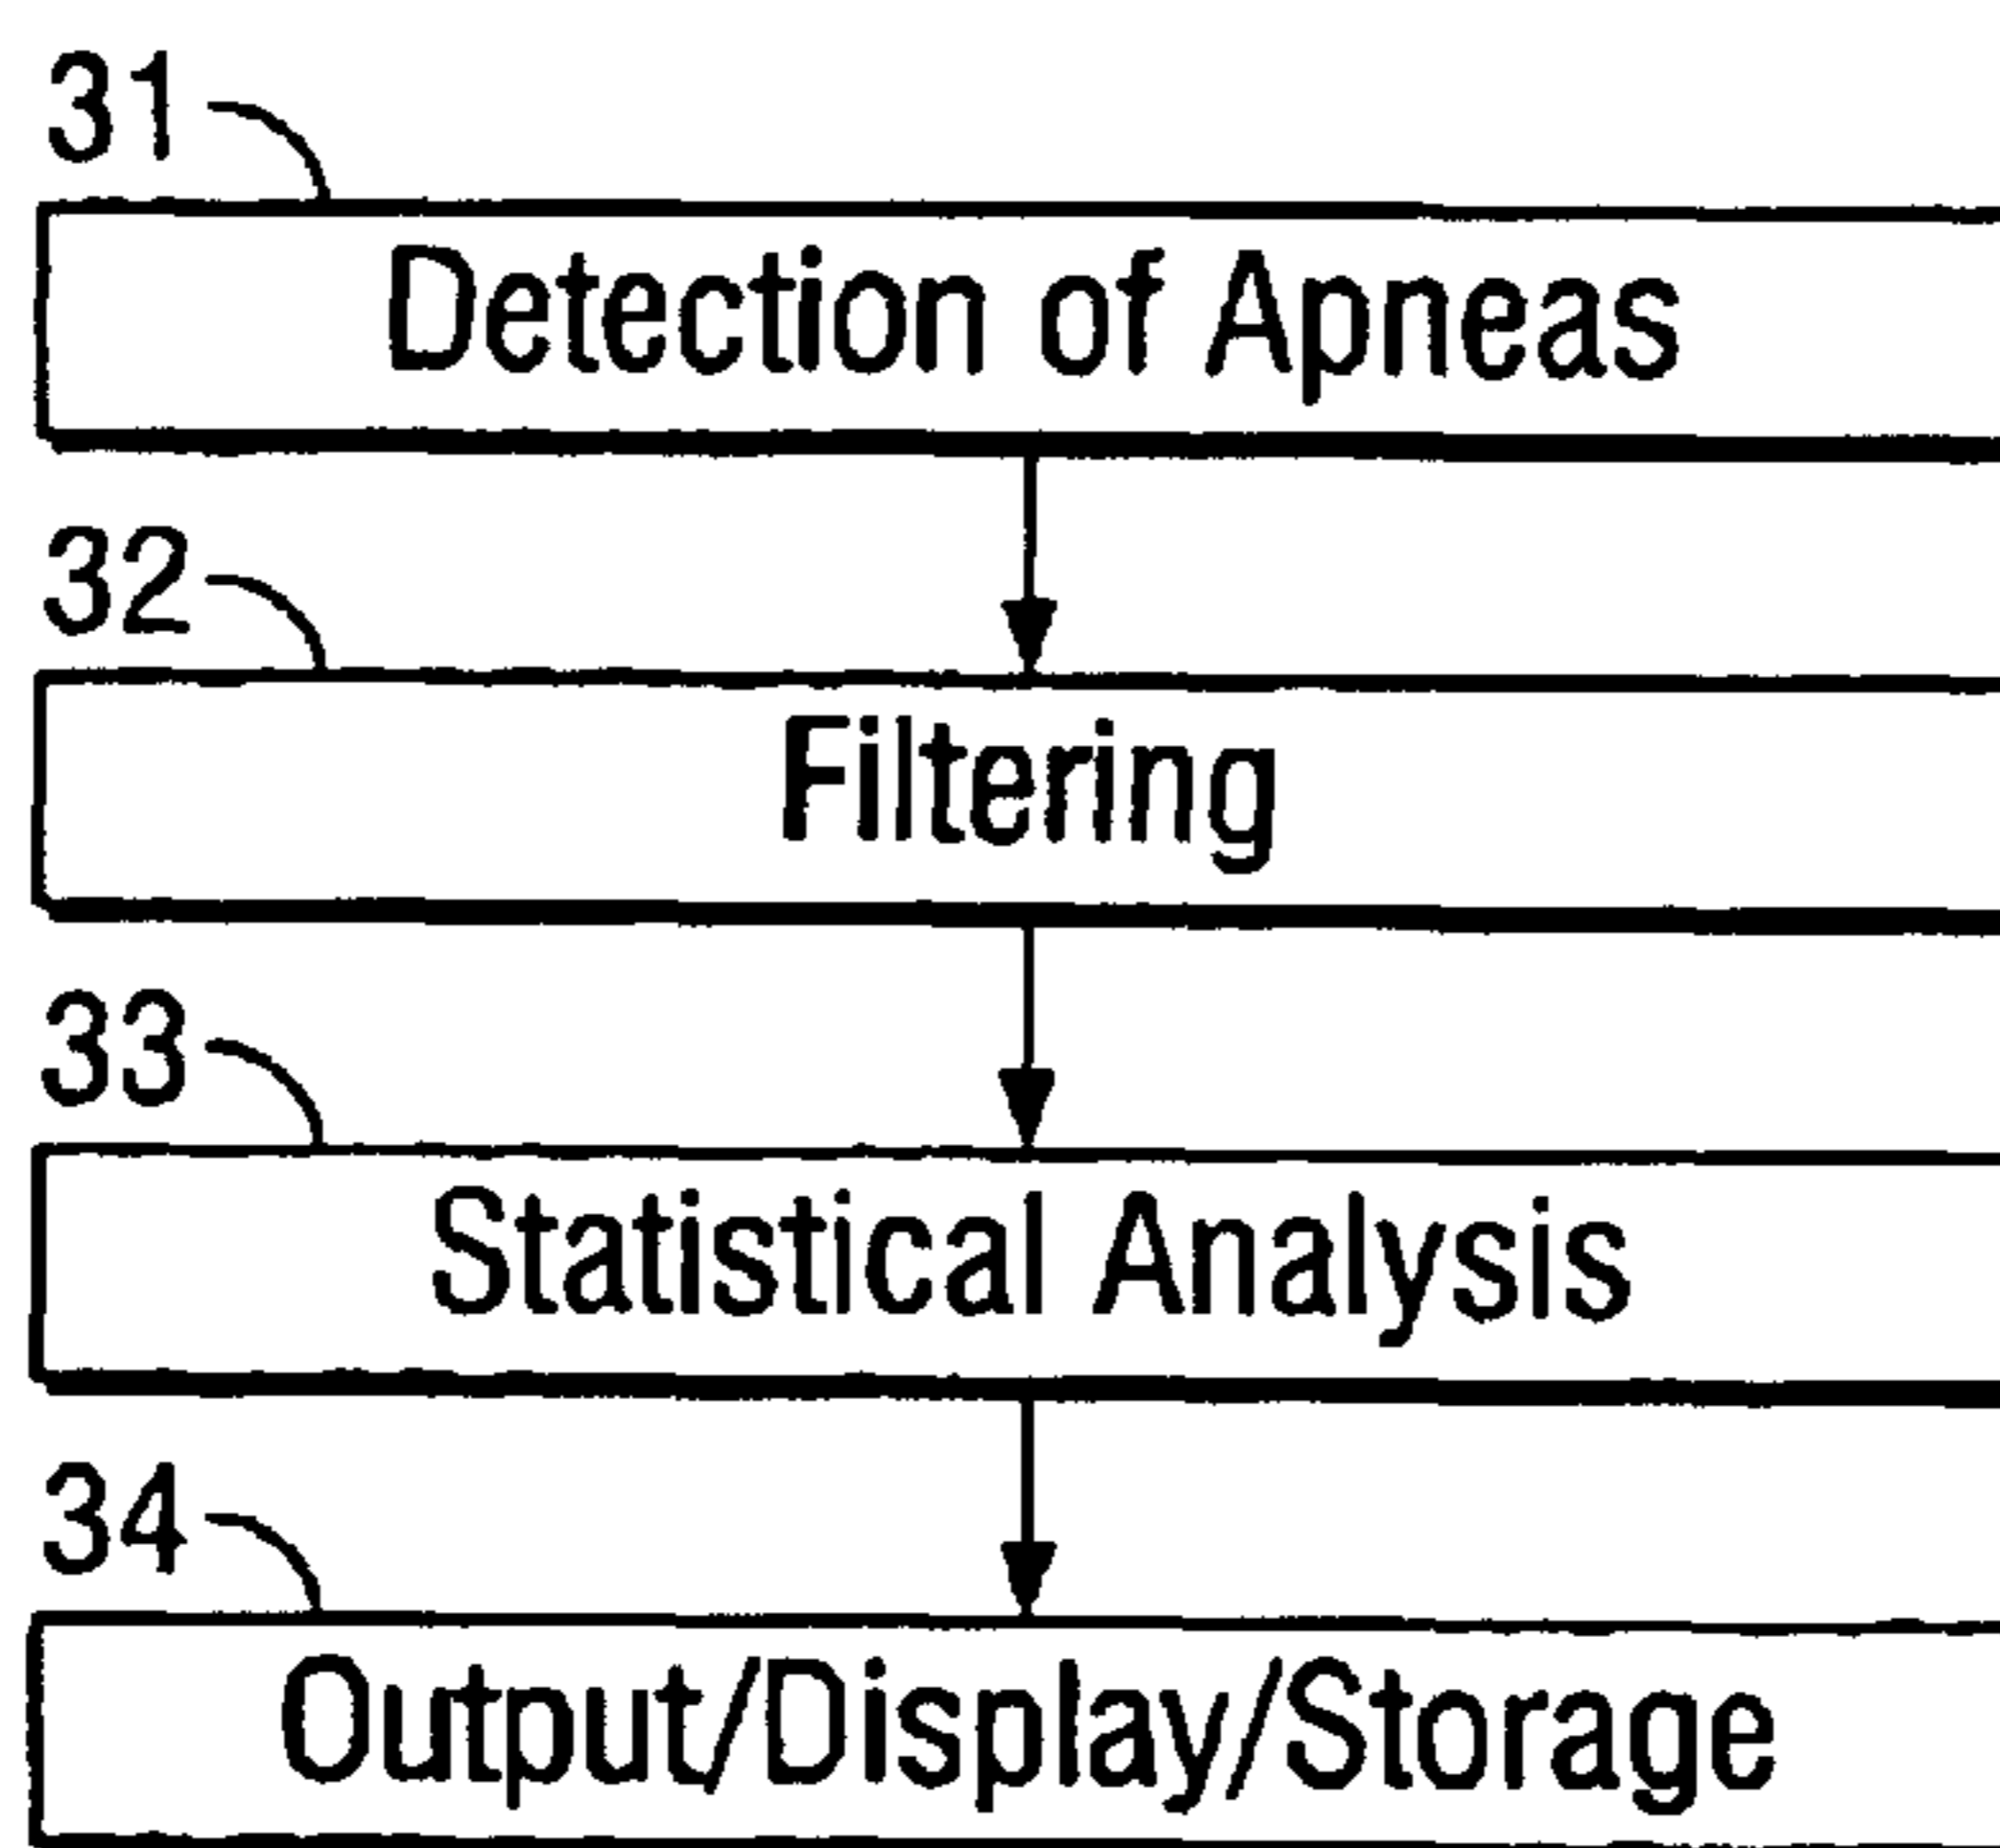 31
Detection of Apneas
32
Filtering
33
Statistical Analysis
34
Output/Display/Storage